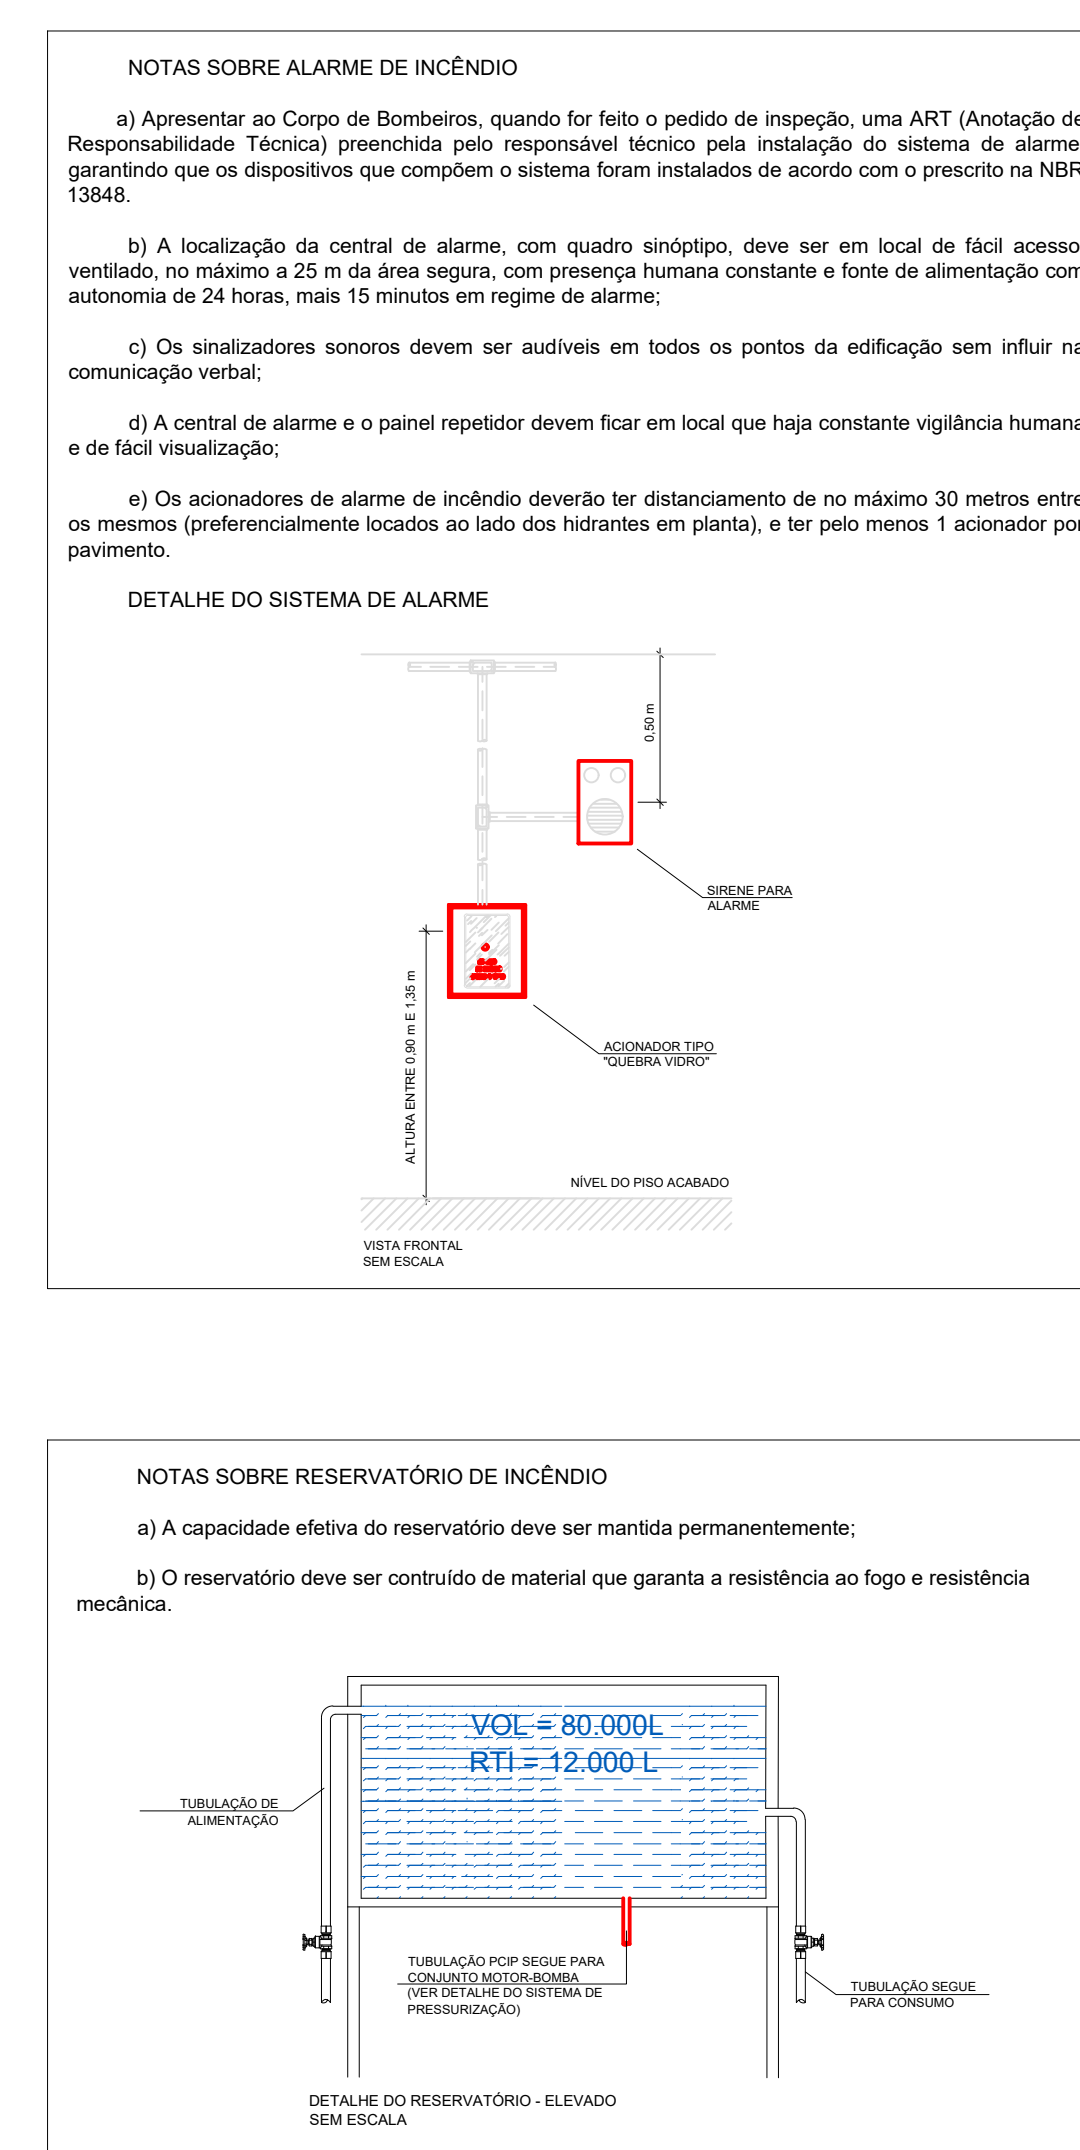 NOTAS SOBRE ALARME DE INCÊNDIO
a) Apresentar ao Corpo de Bombeiros, quando for feito o pedido de inspeção, uma ART (Anotação de
Responsabilidade Técnica) preenchida pelo responsável técnico pela instalação do sistema de alarme
garantindo que os dispositivos que compõem o sistema foram instalados de acordo com o prescrito na NBR
13848.
b) A localização da central de alarme, com quadro sinóptipo, deve ser em local de fácil acesso
ventilado, no máximo a 25 m da área segura, com presença humana constante e fonte de alimentação com
autonomia de 24 horas, mais 15 minutos em regime de alarme;
c) Os sinalizadores sonoros devem ser audíveis em todos os pontos da edificação sem influir na
comunicação verbal;
d) A central de alarme e o painel repetidor devem ficar em local que haja constante vigilância humana
e de fácil visualização;
e) Os acionadores de alarme de incêndio deverão ter distanciamento de no máximo 30 metros entre
os mesmos (preferencialmente locados ao lado dos hidrantes em planta), e ter pelo menos 1 acionador por
pavimento.
DETALHE DO SISTEMA DE ALARME
0,50 m
SIRENE PARA
ALARME
ALTURA ENTRE 0,90 m E 1,35 m
ACIONADOR TIPO
"QUEBRA VIDRO"
NÍVEL DO PISO ACABADO
VISTA FRONTAL
SEM ESCALA
NOTAS SOBRE RESERVATÓRIO DE INCÊNDIO
a) A capacidade efetiva do reservatório deve ser mantida permanentemente;
b) O reservatório deve ser contruído de material que garanta a resistência ao fogo e resistência
mecânica.
VOL = 80.000L
RTI = 12.000 L
TUBULAÇÃO DE
ALIMENTAÇÃO
TUBULAÇÃO PCIP SEGUE PARA
CONJUNTO MOTOR-BOMBA
(VER DETALHE DO SISTEMA DE
PRESSURIZAÇÃO)
TUBULAÇÃO SEGUE
PARA CONSUMO
DETALHE DO RESERVATÓRIO - ELEVADO
SEM ESCALA